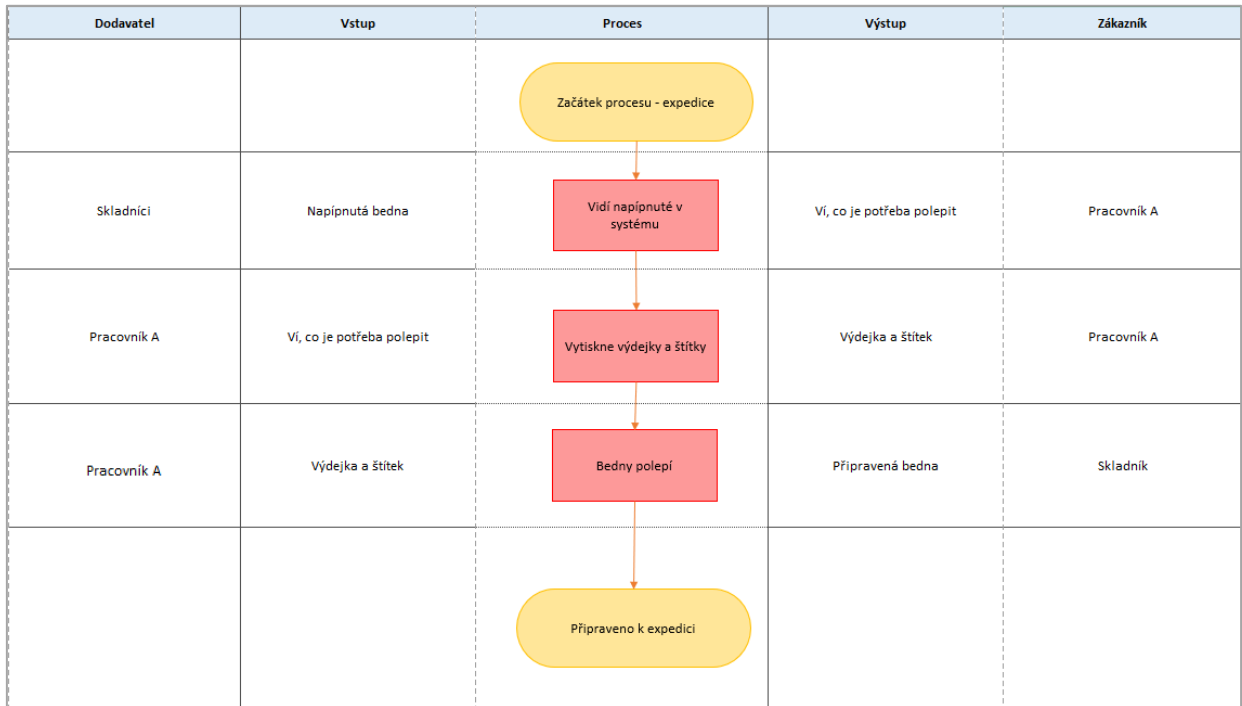 Dodavatel
Vstup
Proces
Výstup
Zákazník
Začátek procesu - expedice
Skladníci
Napípnutá bedna
Vidí napípnuté v
systému
Ví, co je potřeba polepit
Pracovník A
Pracovník A
Ví, co je potřeba polepit
Vytiskne výdejky a štítky
Výdejka a štítek
Pracovník A
Pracovník A
Výdejka a štítek
Bedny polepí
Připravená bedna
Skladník
Připraveno k expedici